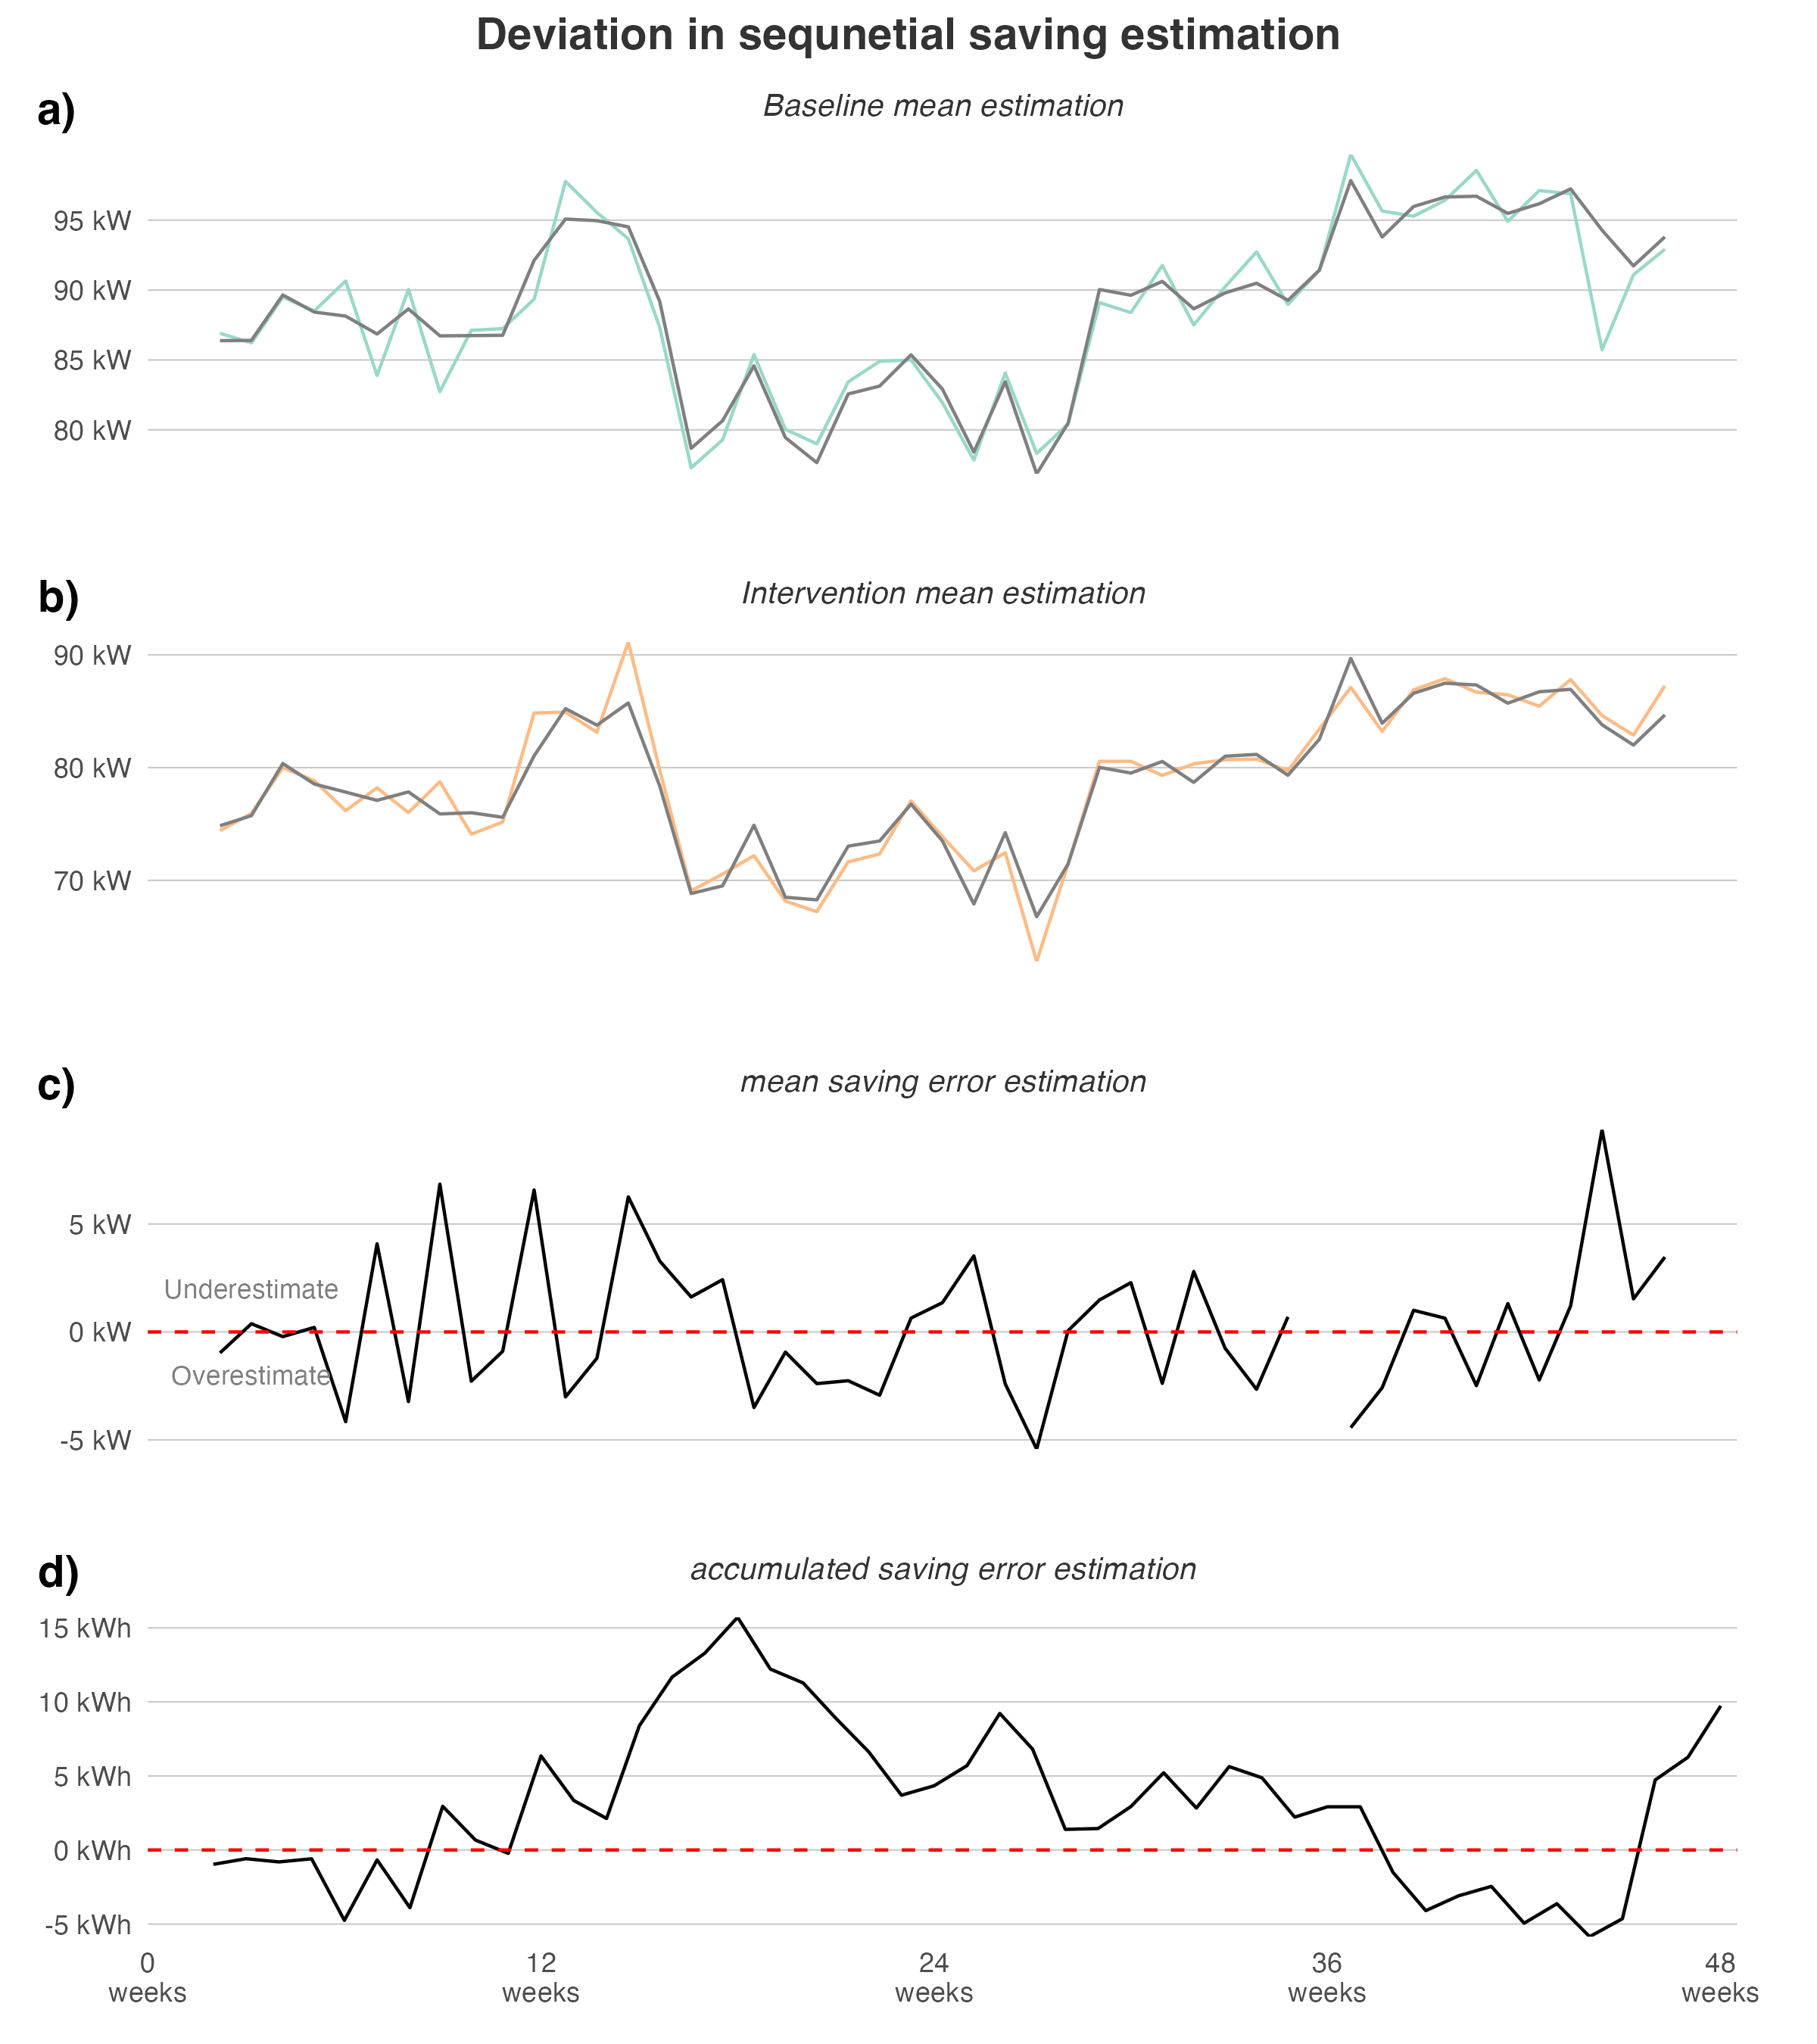 Deviation in sequnetial saving estimation
a)
Baseline mean estimation
95 kW
90 kW
85 kW
80 kW
b)
Intervention mean estimation
90 kW
80 kW
70 kW
c)
mean saving error estimation
5 kW
Underestimate
0 kW
Overestimate
-5 kW
d)
accumulated saving error estimation
15 kWh
10 kWh
5 kWh
0 kWh
-5 kWh
0 12 24 36 48
weeks weeks weeks weeks weeks